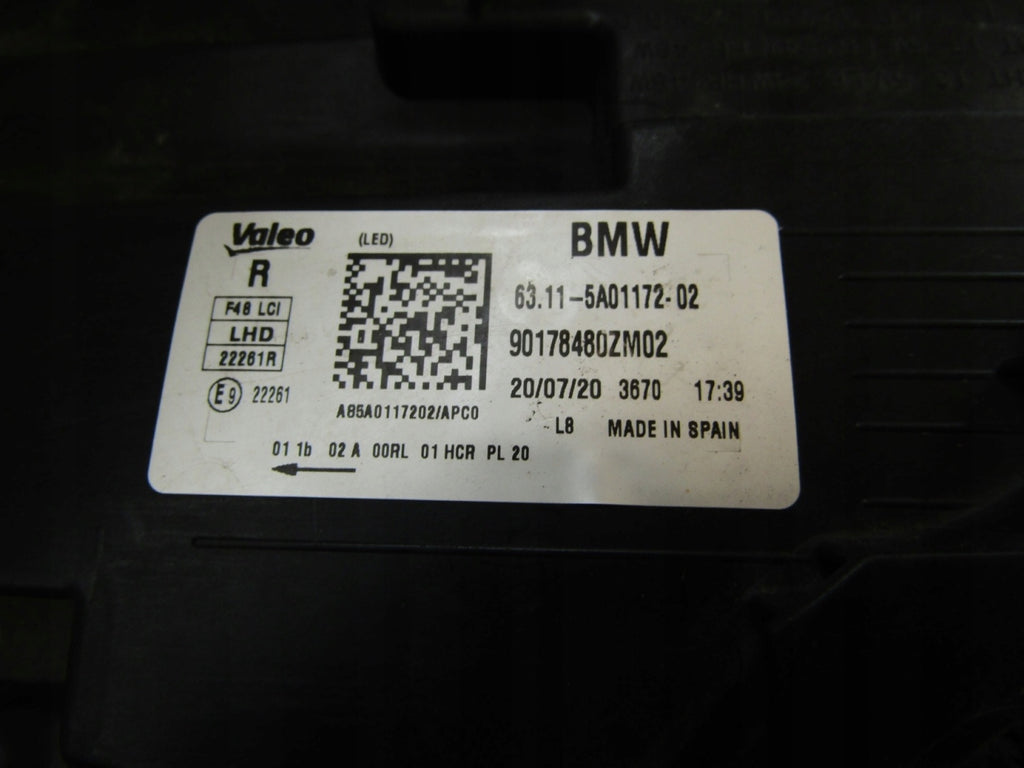 Valeo (LED) BMW
R
63.11-5A01172-02
F48 LCI
LHD
90178480ZM02
22261R
E9 22261
20/07/20 3670 17:39
A85A0117202/APC0
L8 MADE IN SPAIN
01 1b 02 A 00RL 01 HCR PL 20